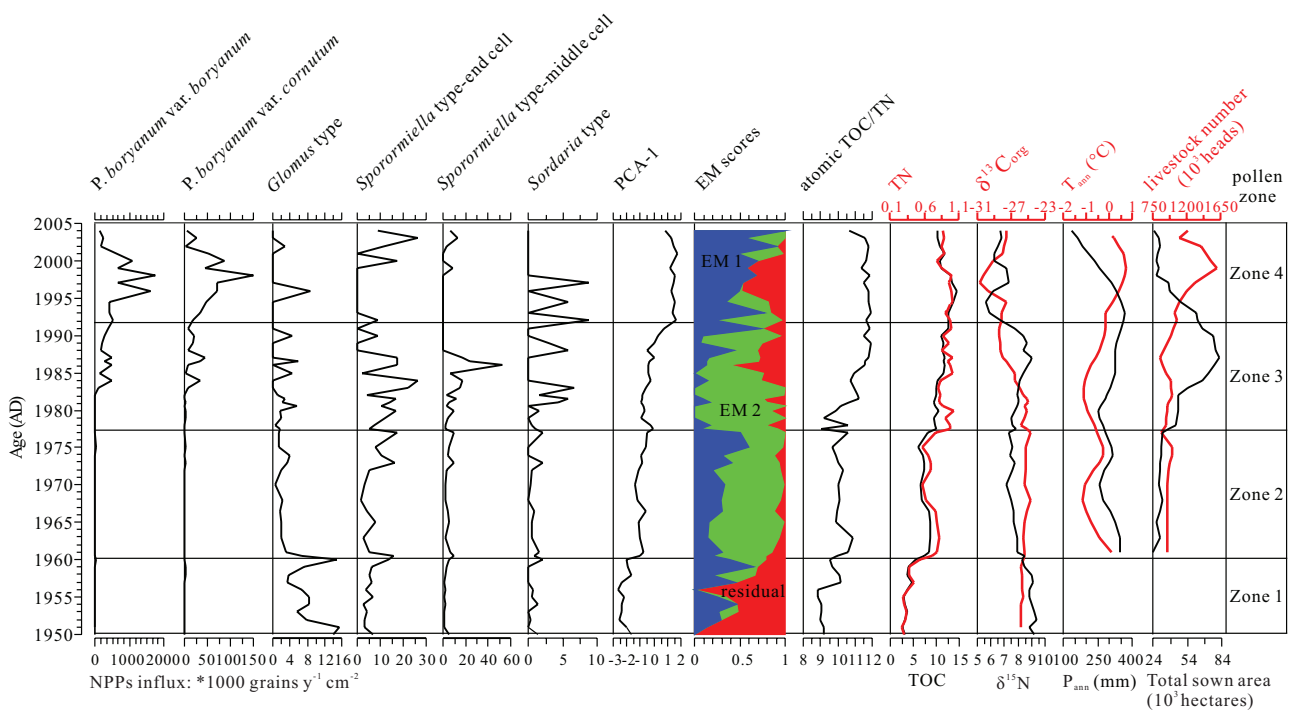 P. boryanum var. boryanum
P. boryanum var. cornutum
Glomus type
Sporormiella type-end cell
Sporormiella type-middle cell
Sordaria type
PCA-1
EM scores
atomic TOC/TN
TN
δ¹³Corg
Tann (°C)
livestock number
(10³ heads)
pollen
zone
0.1 0.6 1.1
-31 -27 -23
-2 -1 0 1
750 1200 1650
Age (AD)
2005
2000
1995
1990
1985
1980
1975
1970
1965
1960
1955
1950
EM 1
EM 2
residual
Zone 4
Zone 3
Zone 2
Zone 1
0 1000 2000
0 50 100 150
0 4 8 12 16
0 10 20 30
0 20 40 60
0 5 10
-3 -2 -1 0 1 2
0 0.5 1
8 9 10 11 12
0 5 10 15
5 6 7 8 9 10
100 250 400
24 54 84
NPPs influx: *1000 grains y⁻¹ cm⁻²
TOC
δ¹⁵N
Pann (mm)
Total sown area
(10³ hectares)